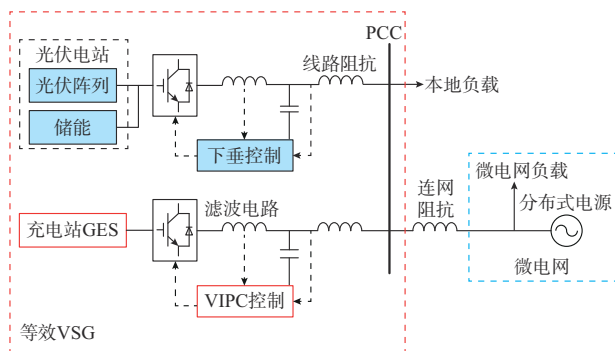 PCC
光伏电站
光伏阵列
储能
线路阻抗
本地负载
下垂控制
微电网负载
连网
阻抗
分布式电源
滤波电路
充电站GES
微电网
VIPC控制
等效VSG